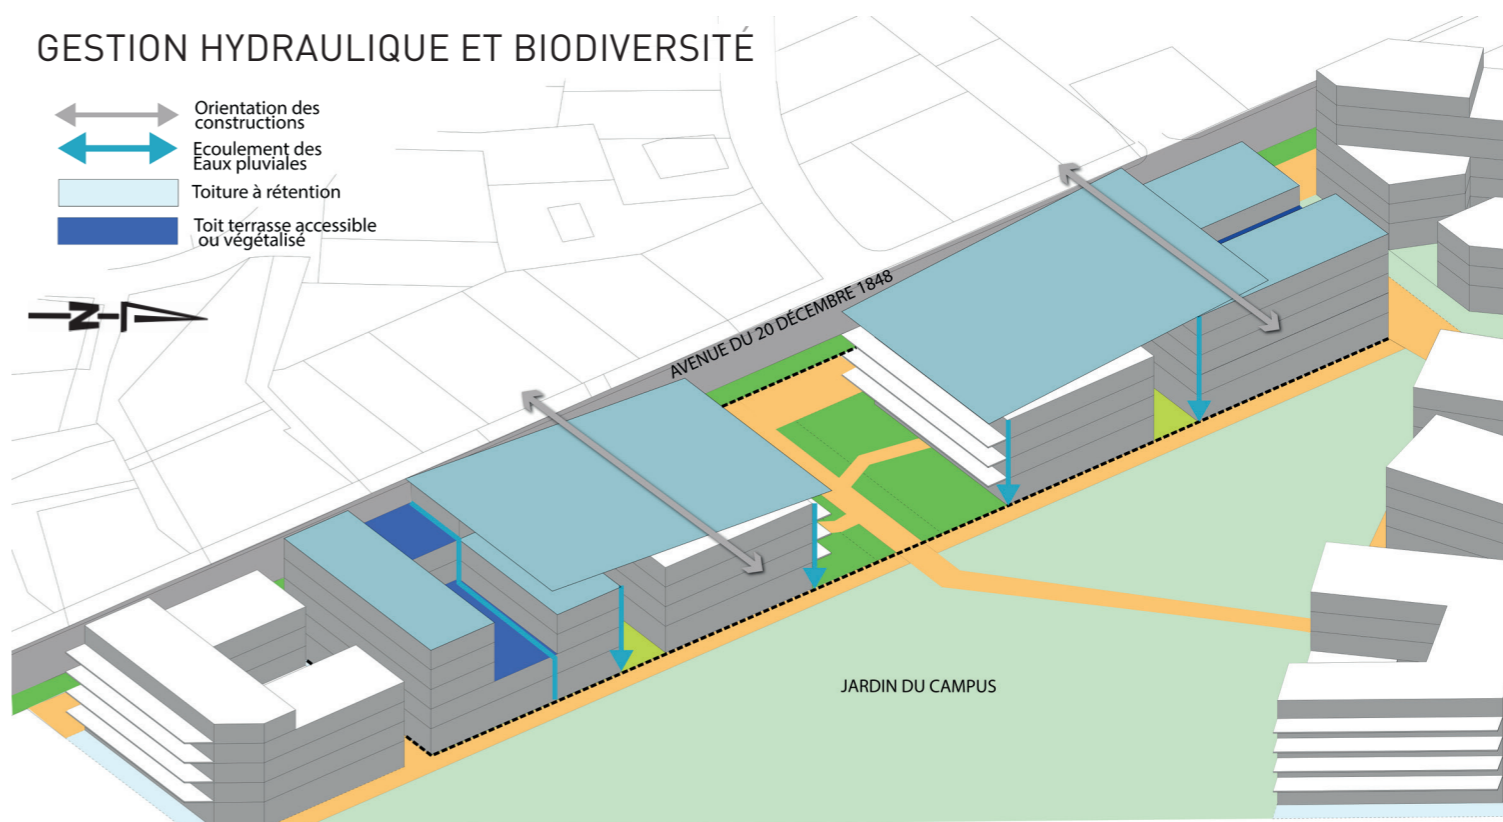 GESTION HYDRAULIQUE ET BIODIVERSITÉ
Orientation des
constructions
Ecoulement des
Eaux pluviales
Toiture à rétention
Toit terrasse accessible
ou végétalisé
N
AVENUE DU 20 DÉCEMBRE 1848
JARDIN DU CAMPUS